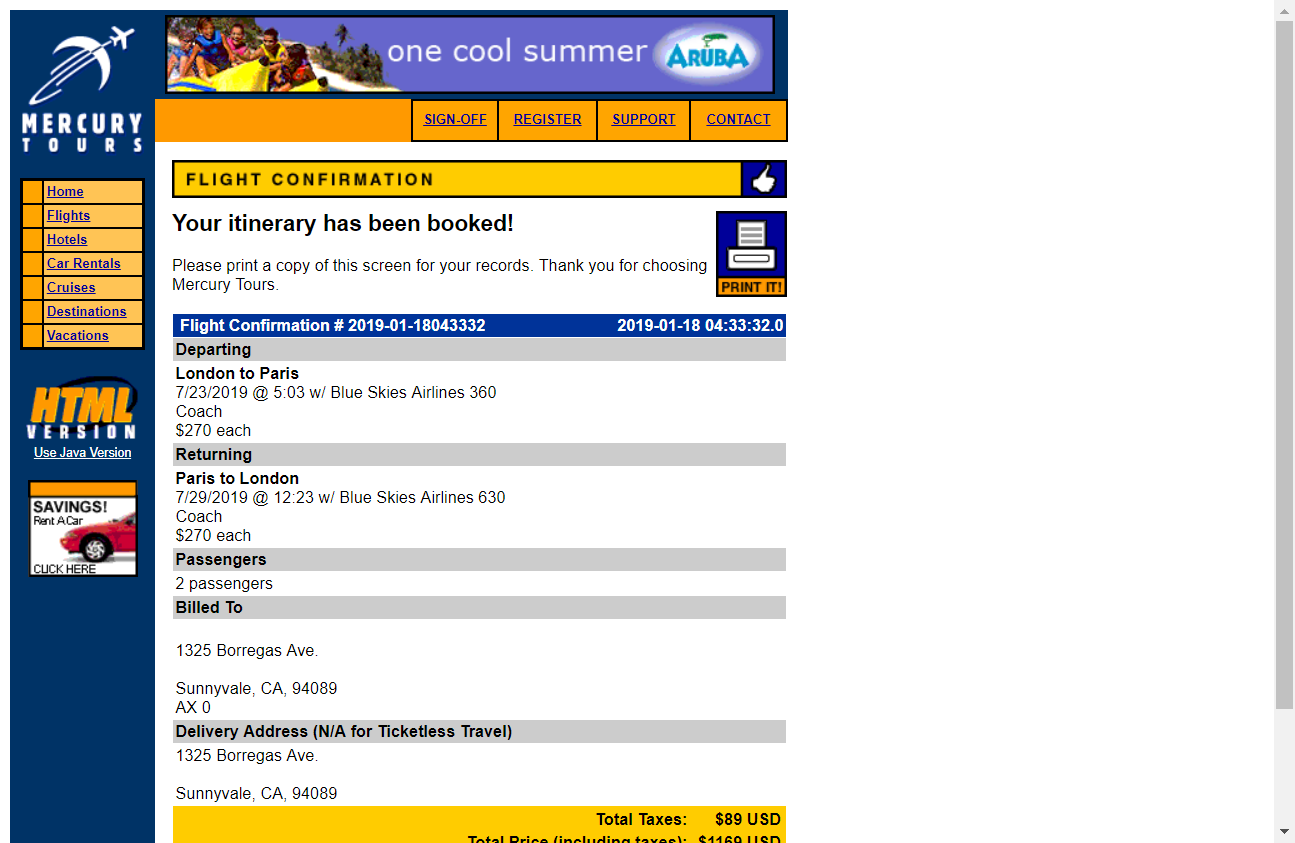 one cool summer ARUBA
MERCURY
TOURS
SIGN-OFF REGISTER SUPPORT CONTACT
Home
Flights
Hotels
Car Rentals
Cruises
Destinations
Vacations
HTML
VERSION
Use Java Version
SAVINGS!
Rent A Car
CLICK HERE
FLIGHT CONFIRMATION
Your itinerary has been booked!
Please print a copy of this screen for your records. Thank you for choosing
Mercury Tours.
PRINT IT!
Flight Confirmation # 2019-01-18043332 2019-01-18 04:33:32.0
Departing
London to Paris
7/23/2019 @ 5:03 w/ Blue Skies Airlines 360
Coach
$270 each
Returning
Paris to London
7/29/2019 @ 12:23 w/ Blue Skies Airlines 630
Coach
$270 each
Passengers
2 passengers
Billed To
1325 Borregas Ave.
Sunnyvale, CA, 94089
AX 0
Delivery Address (N/A for Ticketless Travel)
1325 Borregas Ave.
Sunnyvale, CA, 94089
Total Taxes: $89 USD
Total Price (including taxes): $1169 USD